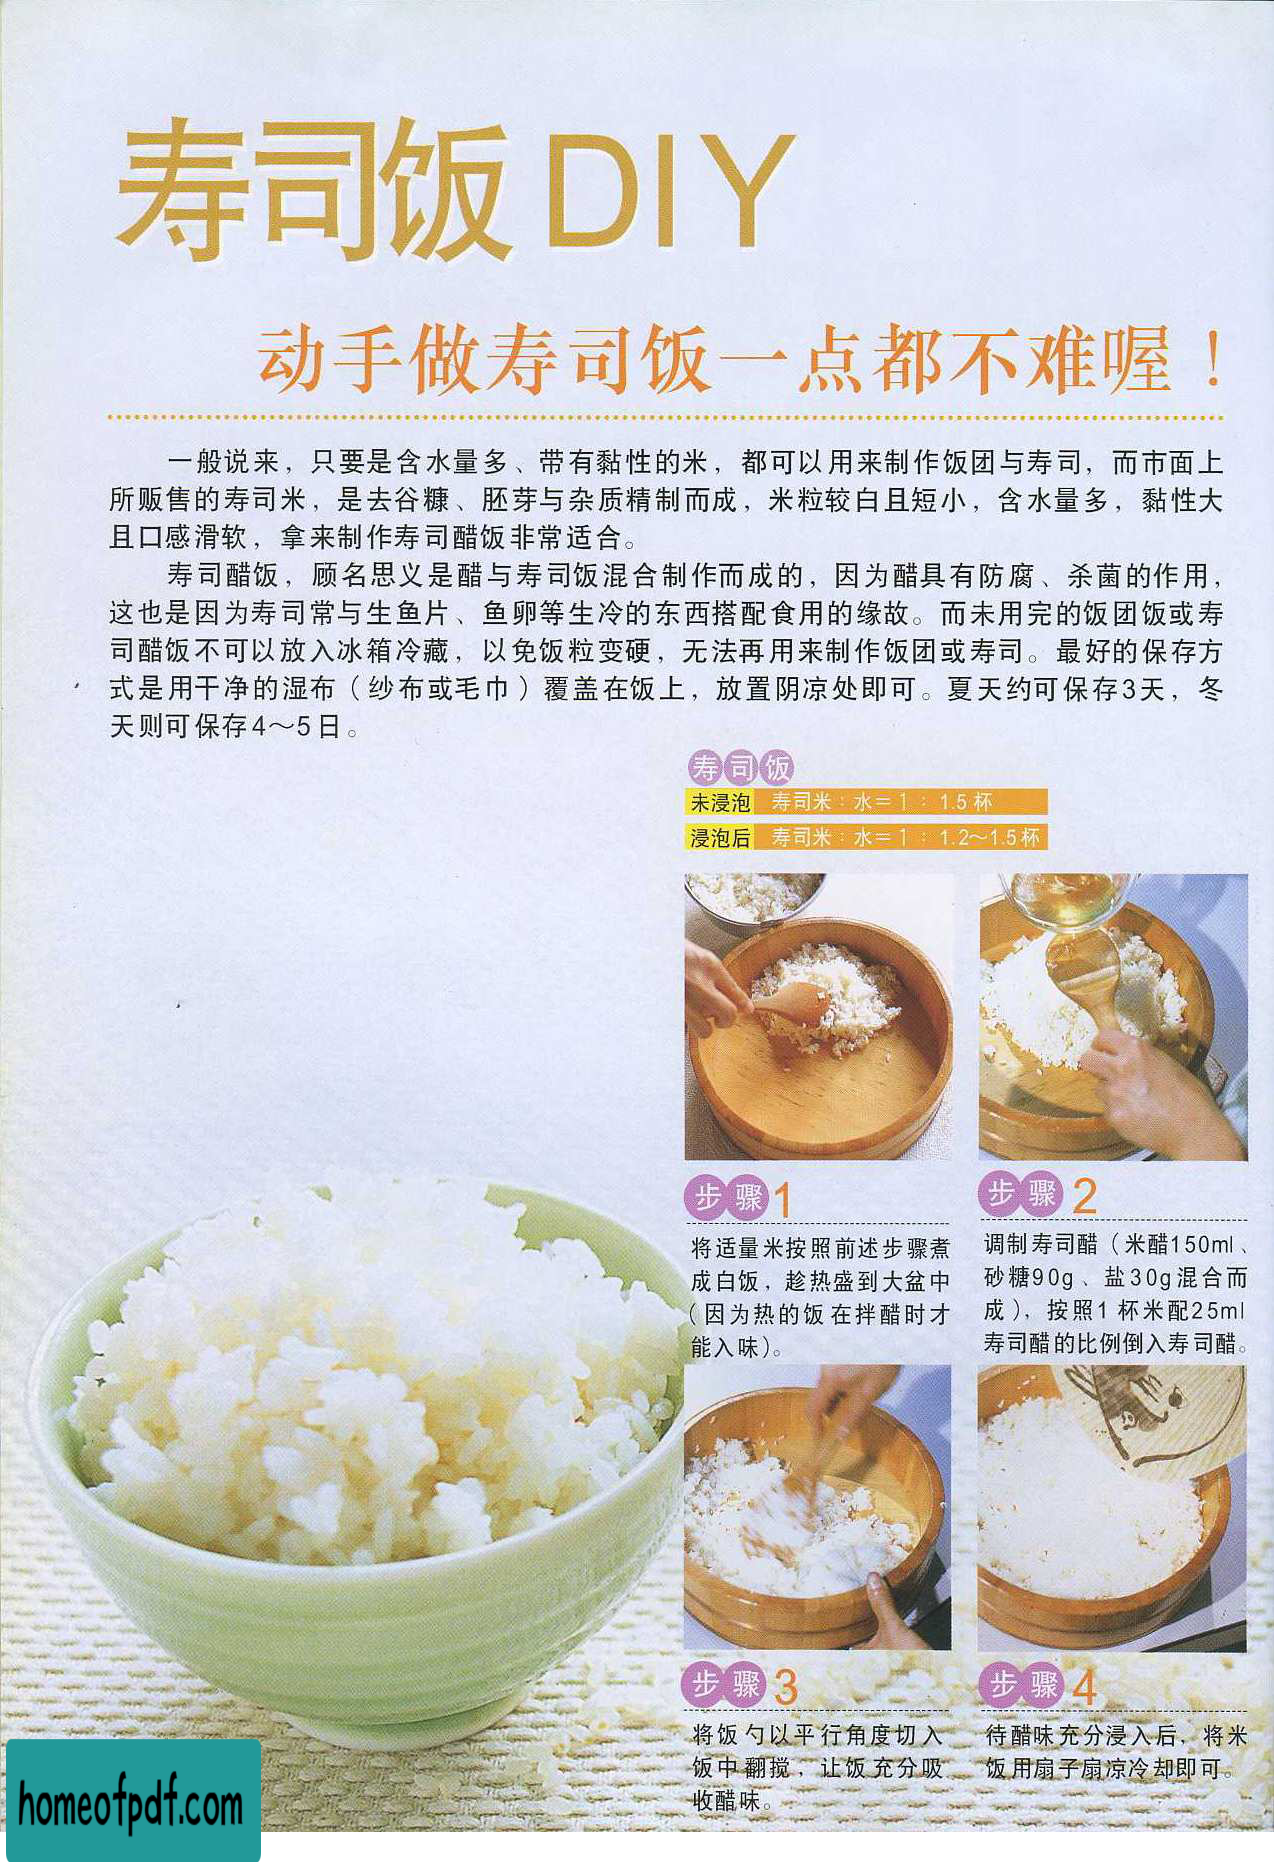 寿司饭DIY
动手做寿司饭一点都不难喔！
一般说来，只要是含水量多、带有黏性的米，都可以用来制作饭团与寿司，而市面上
所贩售的寿司米，是去谷糠、胚芽与杂质精制而成，米粒较白且短小，含水量多，黏性大
且口感滑软，拿来制作寿司醋饭非常适合。
寿司醋饭，顾名思义是醋与寿司饭混合制作而成的，因为醋具有防腐、杀菌的作用，
这也是因为寿司常与生鱼片、鱼卵等生冷的东西搭配食用的缘故。而未用完的饭团饭或寿
司醋饭不可以放入冰箱冷藏，以免饭粒变硬，无法再用来制作饭团或寿司。最好的保存方
式是用干净的湿布（纱布或毛巾）覆盖在饭上，放置阴凉处即可。夏天约可保存3天，冬
天则可保存4～5日。
寿司饭
未浸泡 寿司米：水＝1：1.5杯
浸泡后 寿司米：水＝1：1.2～1.5杯
步骤1
将适量米按照前述步骤煮
成白饭，趁热盛到大盆中
（因为热的饭在拌醋时才
能入味）。
步骤2
调制寿司醋（米醋150ml、
砂糖90g、盐30g混合而
成），按照1杯米配25ml
寿司醋的比例倒入寿司醋。
步骤3
将饭勺以平行角度切入
饭中翻搅，让饭充分吸
收醋味。
步骤4
待醋味充分浸入后，将米
饭用扇子扇凉冷却即可。
homeofpdf.com